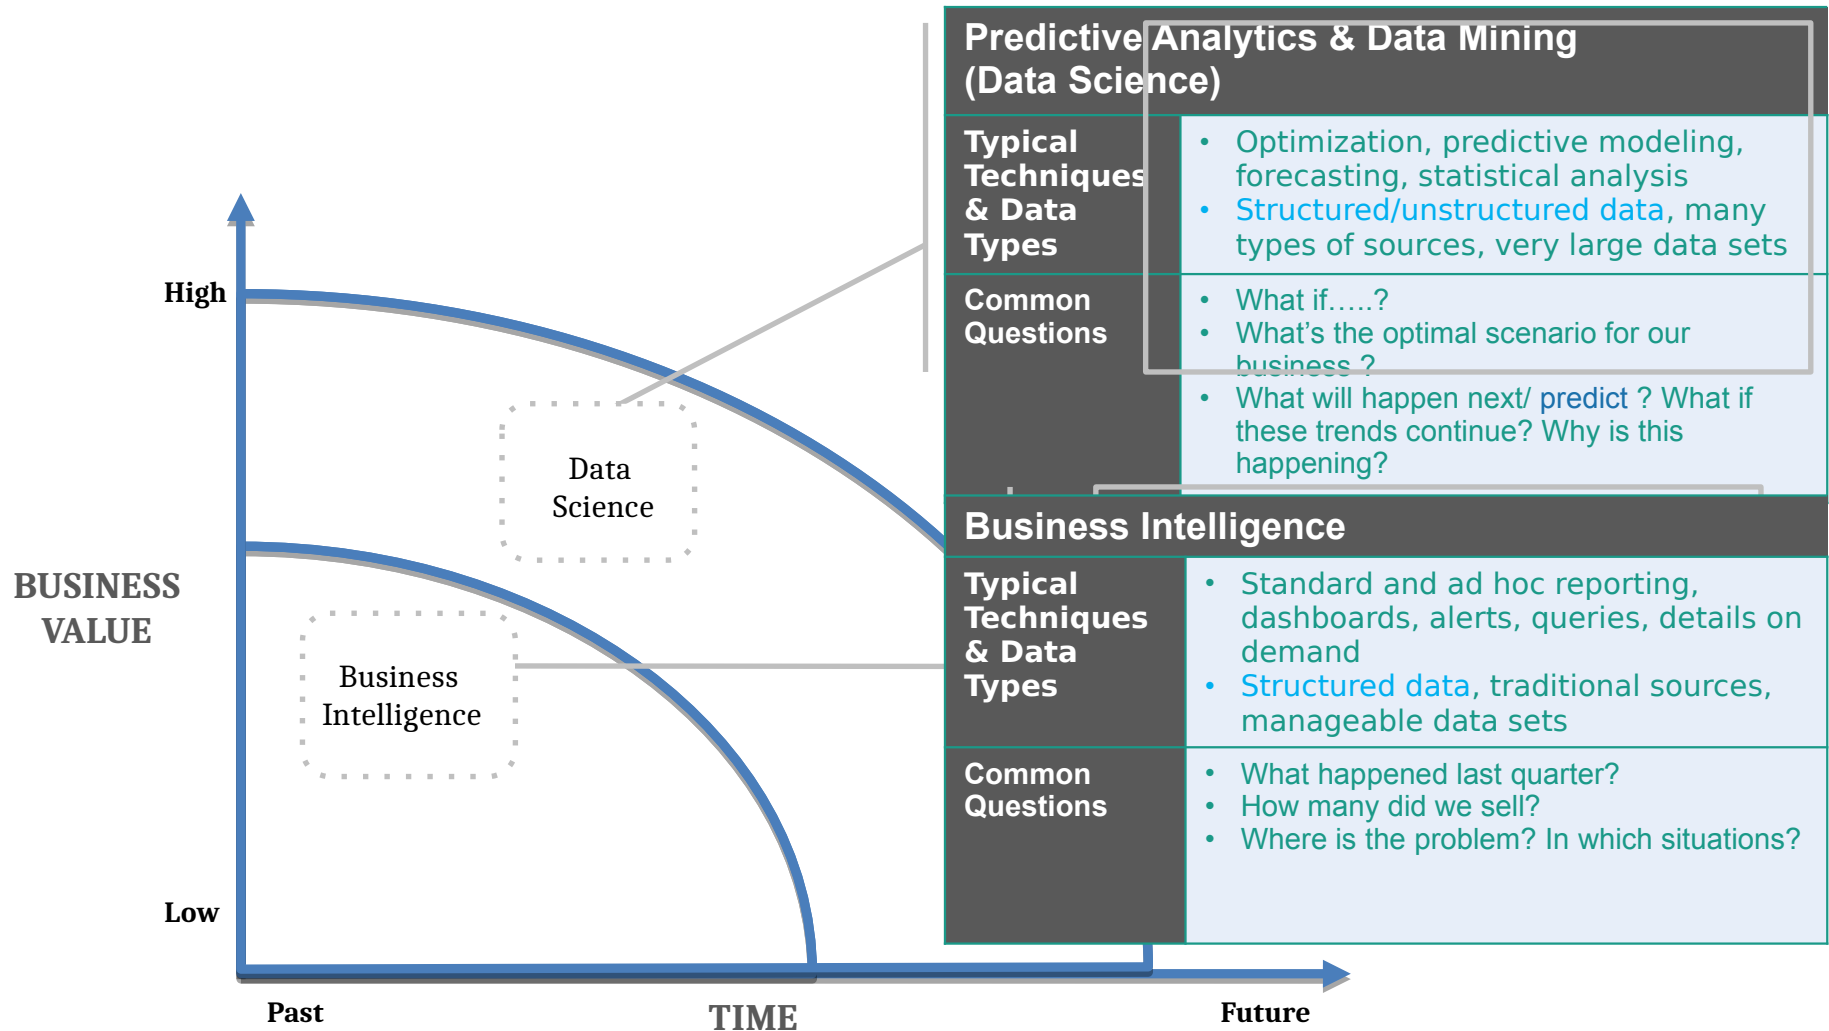 Predictive Analytics & Data Mining
(Data Science)
Typical
Techniques
& Data
Types
• Optimization, predictive modeling,
forecasting, statistical analysis
• Structured/unstructured data, many
types of sources, very large data sets
Common
Questions
• What if…..?
• What’s the optimal scenario for our
business ?
• What will happen next/ predict ? What if
these trends continue? Why is this
happening?
Business Intelligence
Typical
Techniques
& Data
Types
• Standard and ad hoc reporting,
dashboards, alerts, queries, details on
demand
• Structured data, traditional sources,
manageable data sets
Common
Questions
• What happened last quarter?
• How many did we sell?
• Where is the problem? In which situations?
High
Data
Science
BUSINESS
VALUE
Business
Intelligence
Low
Past
TIME
Future